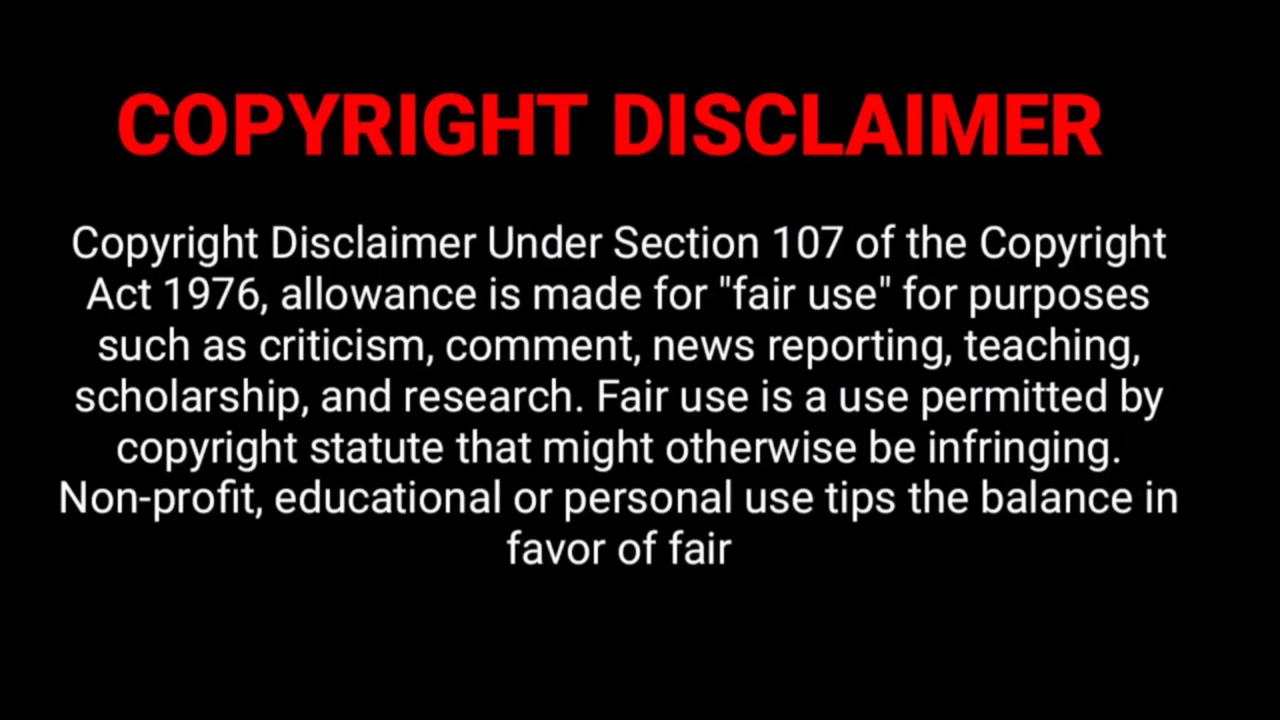 COPYRIGHT DISCLAIMER
Copyright Disclaimer Under Section 107 of the Copyright
Act 1976, allowance is made for "fair use" for purposes
such as criticism, comment, news reporting, teaching,
scholarship, and research. Fair use is a use permitted by
copyright statute that might otherwise be infringing.
Non-profit, educational or personal use tips the balance in
favor of fair